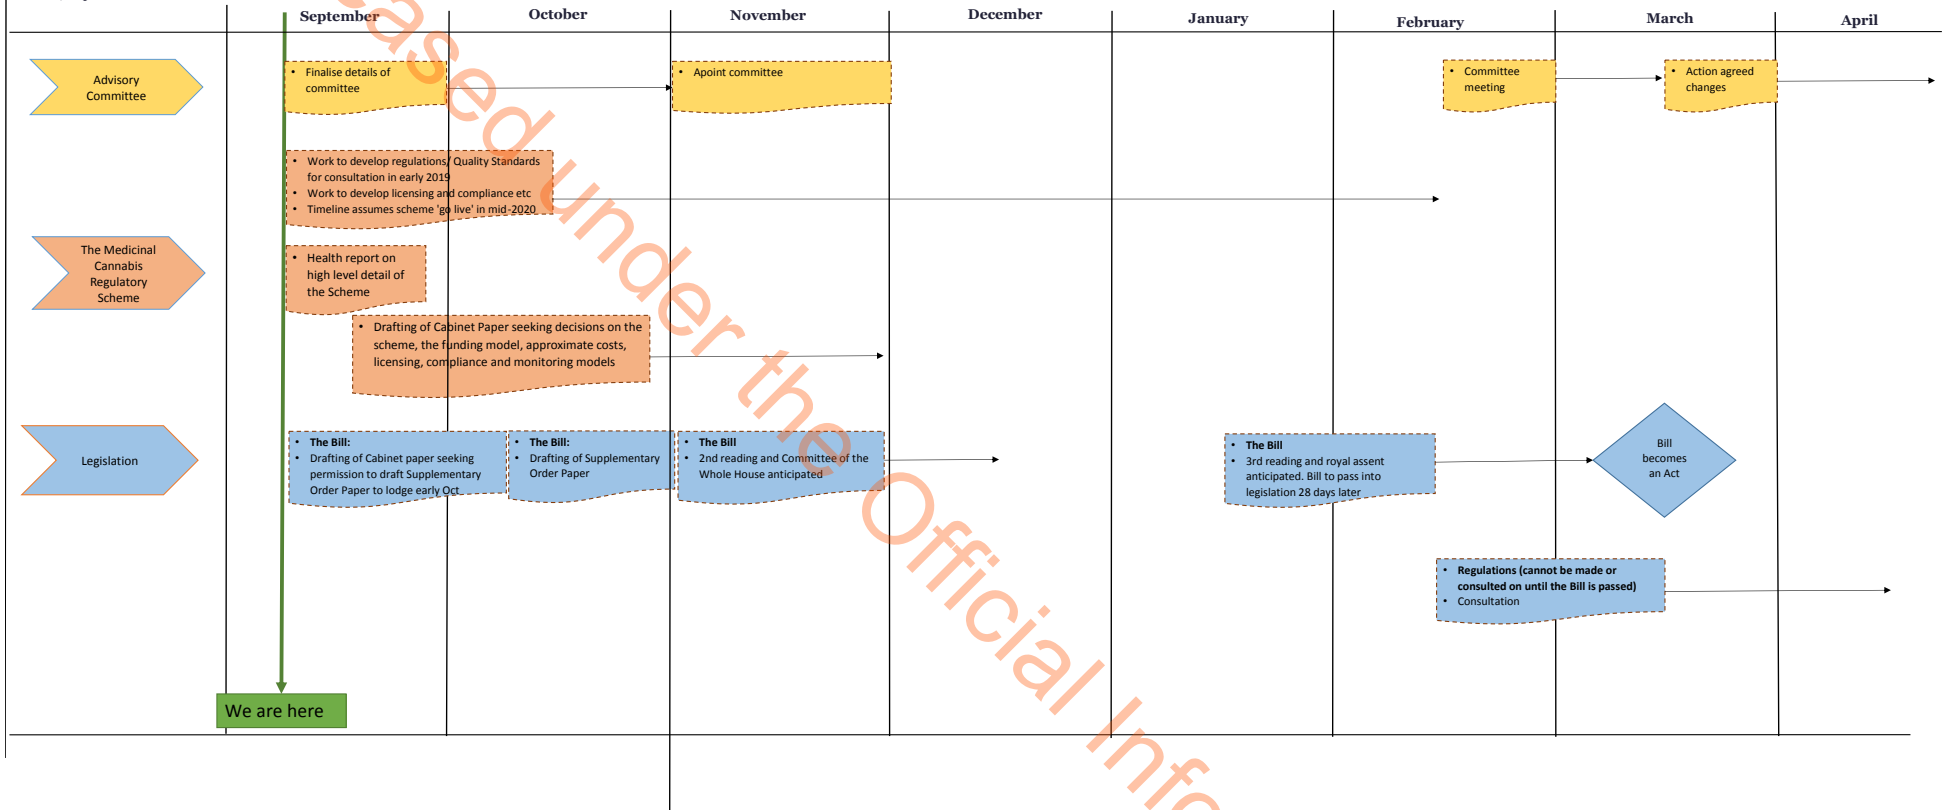 September
October
November
December
January
February
March
April
Advisory
Committee
• Finalise details of
committee
• Apoint committee
• Committee
meeting
• Action agreed
changes
The Medicinal
Cannabis
Regulatory
Scheme
• Work to develop regulations/ Quality Standards
for consultation in early 2019
• Work to develop licensing and compliance etc
• Timeline assumes scheme 'go live' in mid-2020
• Health report on
high level detail of
the Scheme
• Drafting of Cabinet Paper seeking decisions on the
scheme, the funding model, approximate costs,
licensing, compliance and monitoring models
Legislation
• The Bill:
• Drafting of Cabinet paper seeking
permission to draft Supplementary
Order Paper to lodge early Oct
• The Bill:
• Drafting of Supplementary
Order Paper
• The Bill
• 2nd reading and Committee of the
Whole House anticipated
• The Bill
• 3rd reading and royal assent
anticipated. Bill to pass into
legislation 28 days later
Bill
becomes
an Act
• Regulations (cannot be made or
consulted on until the Bill is passed)
• Consultation
We are here
ased under the Official Info